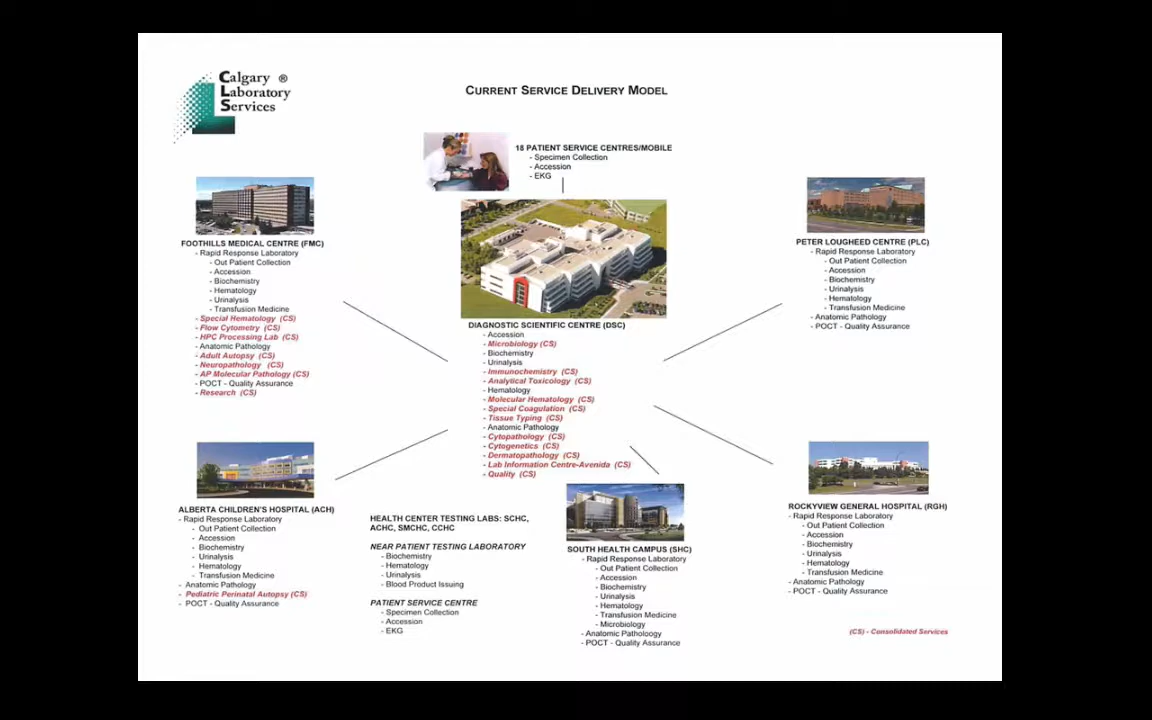 Calgary ®
Laboratory
Services
CURRENT SERVICE DELIVERY MODEL
18 PATIENT SERVICE CENTRES/MOBILE
- Specimen Collection
- Accession
- EKG
FOOTHILLS MEDICAL CENTRE (FMC)
- Rapid Response Laboratory
- Out Patient Collection
- Accession
- Biochemistry
- Hematology
- Urinalysis
- Transfusion Medicine
- Special Hematology (CS)
- Flow Cytometry (CS)
- HPC Processing Lab (CS)
- Anatomic Pathology
- Adult Autopsy (CS)
- Neuropathology (CS)
- AP Molecular Pathology (CS)
- POCT - Quality Assurance
- Research (CS)
DIAGNOSTIC SCIENTIFIC CENTRE (DSC)
- Accession
- Microbiology (CS)
- Biochemistry
- Urinalysis
- Immunochemistry (CS)
- Analytical Toxicology (CS)
- Hematology
- Molecular Hematology (CS)
- Special Coagulation (CS)
- Tissue Typing (CS)
- Anatomic Pathology
- Cytopathology (CS)
- Cytogenetics (CS)
- Dermatopathology (CS)
- Lab Information Centre-Avenida (CS)
- Quality (CS)
PETER LOUGHEED CENTRE (PLC)
- Rapid Response Laboratory
- Out Patient Collection
- Accession
- Biochemistry
- Urinalysis
- Hematology
- Transfusion Medicine
- Anatomic Pathology
- POCT - Quality Assurance
ALBERTA CHILDREN'S HOSPITAL (ACH)
- Rapid Response Laboratory
- Out Patient Collection
- Accession
- Biochemistry
- Urinalysis
- Hematology
- Transfusion Medicine
- Anatomic Pathology
- Pediatric Perinatal Autopsy (CS)
- POCT - Quality Assurance
HEALTH CENTER TESTING LABS: SCHC,
ACHC, SMCHC, CCHC
NEAR PATIENT TESTING LABORATORY
- Biochemistry
- Hematology
- Urinalysis
- Blood Product Issuing
PATIENT SERVICE CENTRE
- Specimen Collection
- Accession
- EKG
SOUTH HEALTH CAMPUS (SHC)
- Rapid Response Laboratory
- Out Patient Collection
- Accession
- Biochemistry
- Urinalysis
- Hematology
- Transfusion Medicine
- Microbiology
- Anatomic Patholoogy
- POCT - Quality Assurance
ROCKYVIEW GENERAL HOSPITAL (RGH)
- Rapid Response Laboratory
- Out Patient Collection
- Accession
- Biochemistry
- Urinalysis
- Hematology
- Transfusion Medicine
- Anatomic Pathology
- POCT - Quality Assurance
(CS) - Consolidated Services